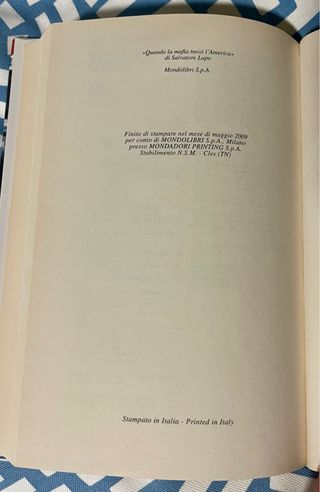 «Quando la mafia trovò l'America»
di Salvatore Lupo
Mondolibri S.p.A.
Finito di stampare nel mese di maggio 2009
per conto di MONDOLIBRI S.p.A., Milano
presso MONDADORI PRINTING S.p.A.
Stabilimento N.S.M. - Cles (TN)
Stampato in Italia - Printed in Italy